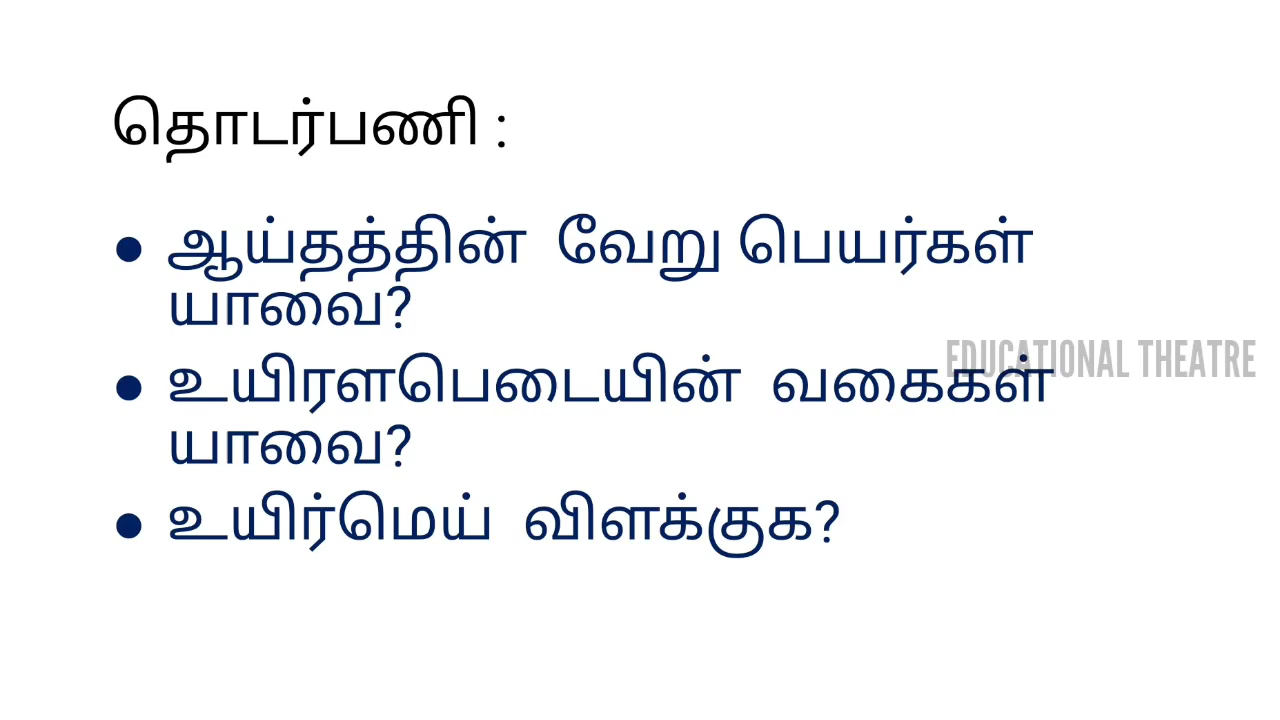 தொடர்பணி :
● ஆய்தத்தின் வேறு பெயர்கள்
யாவை?
EDUCATIONAL THEATRE
● உயிரளபெடையின் வகைகள்
யாவை?
● உயிர்மெய் விளக்குக?